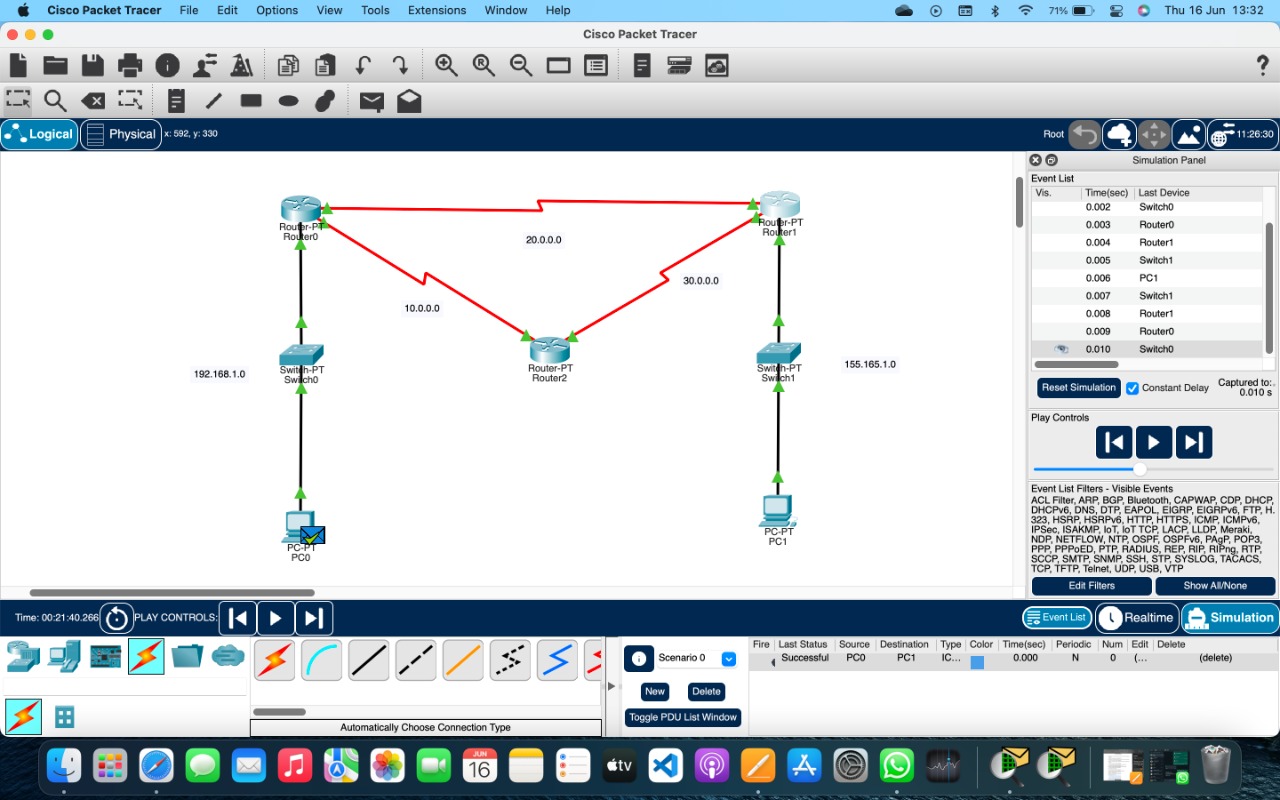 Cisco Packet Tracer File Edit Options View Tools Extensions Window Help 71% Thu 16 Jun 13:32
Cisco Packet Tracer
Logical Physical x: 592, y: 330 Root 11:26:30
Simulation Panel
Event List
Vis. Time(sec) Last Device
0.002 Switch0
0.003 Router0
0.004 Router1
0.005 Switch1
0.006 PC1
0.007 Switch1
0.008 Router1
0.009 Router0
0.010 Switch0
Reset Simulation Constant Delay Captured to:
0.010 s
Play Controls
Event List Filters - Visible Events
ACL Filter, ARP, BGP, Bluetooth, CAPWAP, CDP, DHCP,
DHCPv6, DNS, DTP, EAPOL, EIGRP, EIGRPv6, FTP, H.
323, HSRP, HSRPv6, HTTP, HTTPS, ICMP, ICMPv6,
IPSec, ISAKMP, IoT, IoT TCP, LACP, LLDP, Meraki,
NDP, NETFLOW, NTP, OSPF, OSPFv6, PAgP, POP3,
PPP, PPPoED, PTP, RADIUS, REP, RIP, RIPng, RTP,
SCCP, SMTP, SNMP, SSH, STP, SYSLOG, TACACS,
TCP, TFTP, Telnet, UDP, USB, VTP
Edit Filters Show All/None
Router-PT
Router0
Router-PT
Router1
20.0.0.0
30.0.0.0
10.0.0.0
Router-PT
Router2
192.168.1.0
Switch-PT
Switch0
Switch-PT
Switch1
155.165.1.0
PC-PT
PC0
PC-PT
PC1
Time: 00:21:40.266 PLAY CONTROLS: Event List Realtime Simulation
Scenario 0
New Delete
Toggle PDU List Window
Fire Last Status Source Destination Type Color Time(sec) Periodic Num Edit Delete
Successful PC0 PC1 IC... 0.000 N 0 (... (delete)
Automatically Choose Connection Type
JUN
16
tv